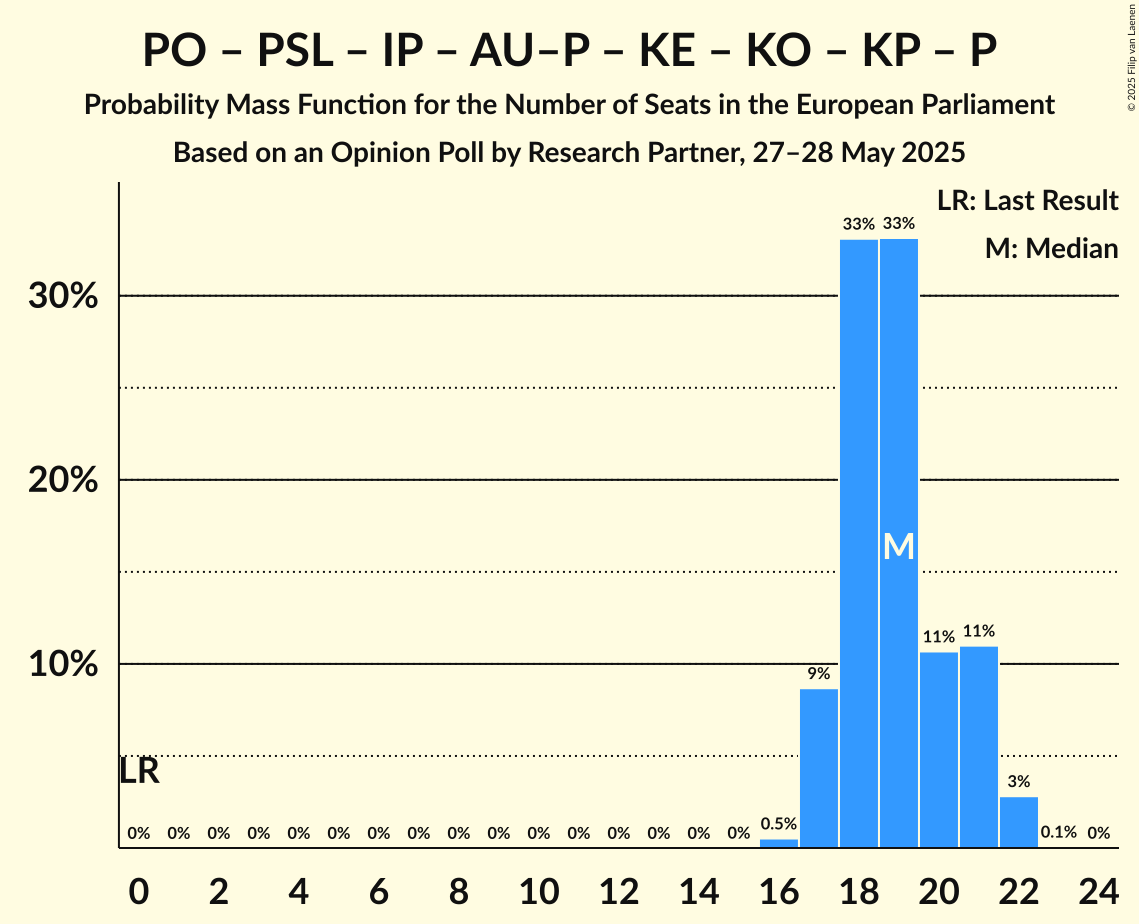 PO – PSL – IP – AU–P – KE – KO – KP – P
Probability Mass Function for the Number of Seats in the European Parliament
Based on an Opinion Poll by Research Partner, 27–28 May 2025
© 2025 Filip van Laenen
LR: Last Result
M: Median
33% 33%
30%
20%
M
11% 11%
10%
9%
LR
3%
0% 0% 0% 0% 0% 0% 0% 0% 0% 0% 0% 0% 0% 0% 0% 0% 0.5% 0.1% 0%
0 2 4 6 8 10 12 14 16 18 20 22 24